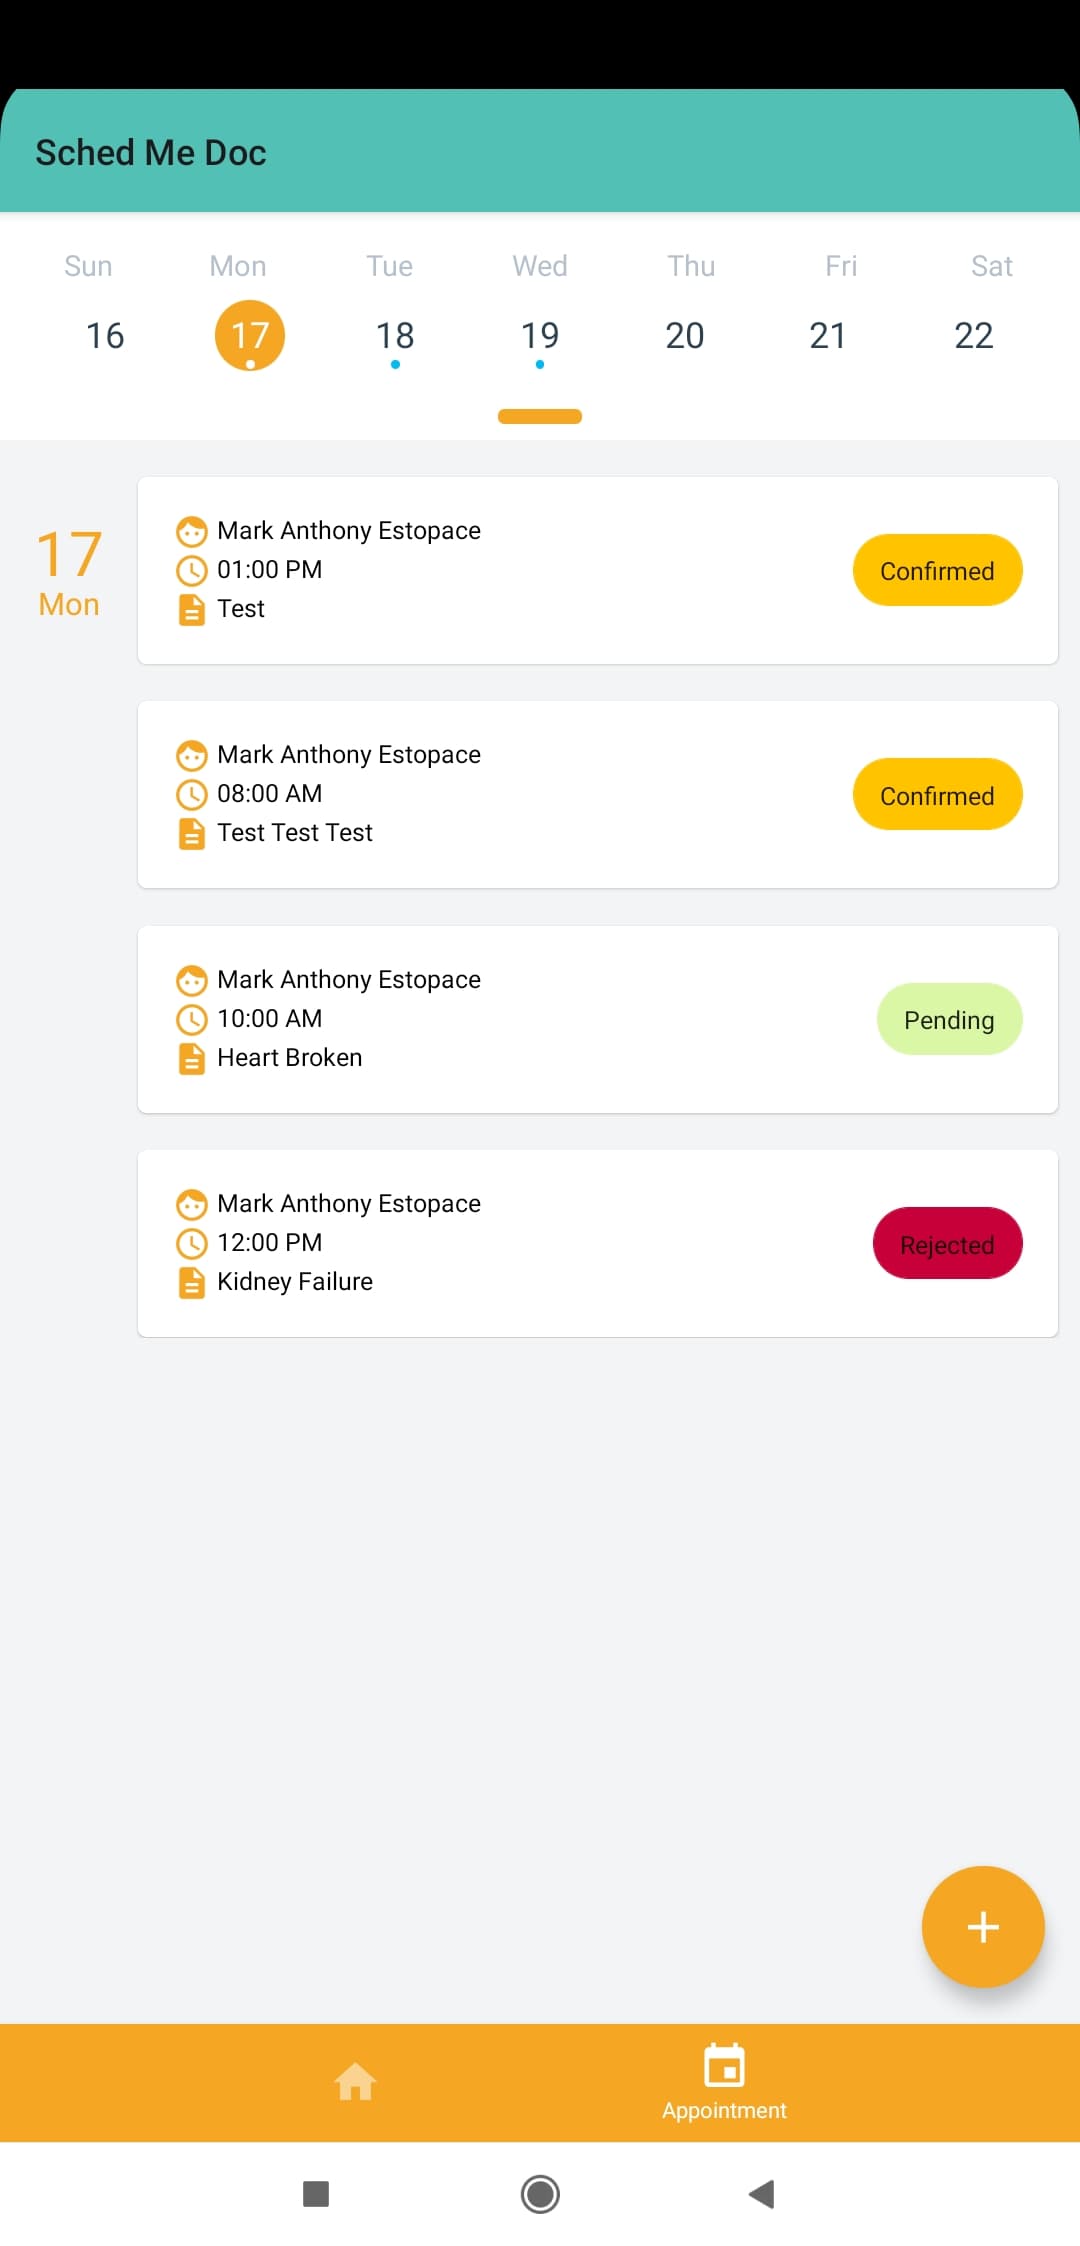 Sched Me Doc
Sun Mon Tue Wed Thu Fri Sat
16 17 18 19 20 21 22
17
Mon
Mark Anthony Estopace
01:00 PM
Test
Confirmed
Mark Anthony Estopace
08:00 AM
Test Test Test
Confirmed
Mark Anthony Estopace
10:00 AM
Heart Broken
Pending
Mark Anthony Estopace
12:00 PM
Kidney Failure
Rejected
Appointment